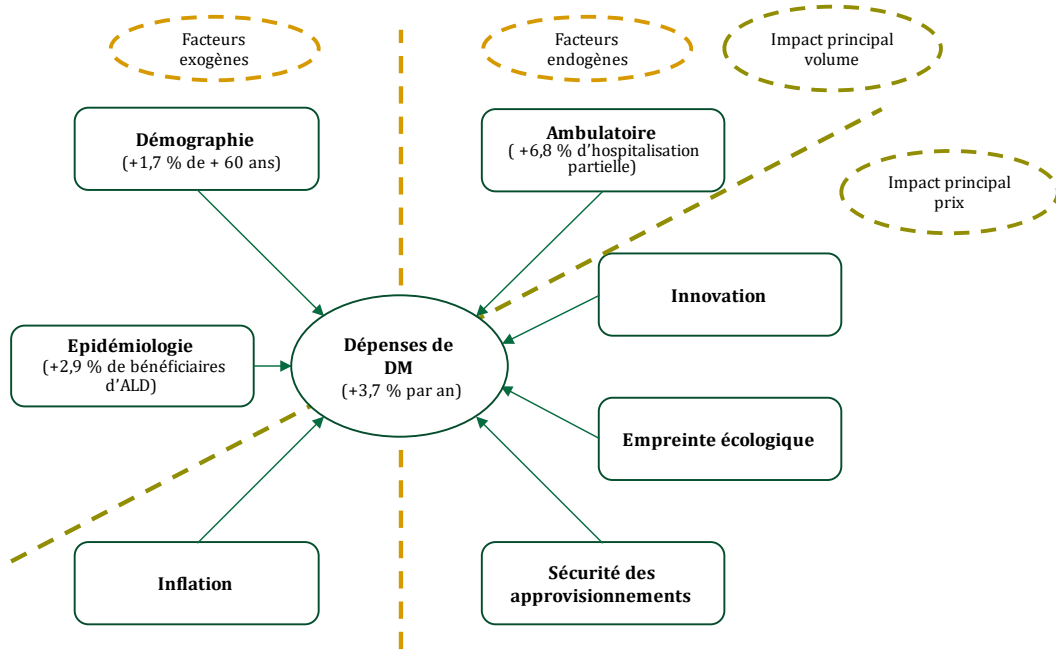 Facteurs
exogènes
Facteurs
endogènes
Impact principal
volume
Démographie
(+1,7 % de + 60 ans)
Ambulatoire
( +6,8 % d’hospitalisation
partielle)
Impact principal
prix
Innovation
Epidémiologie
(+2,9 % de bénéficiaires
d’ALD)
Dépenses de
DM
(+3,7 % par an)
Empreinte écologique
Inflation
Sécurité des
approvisionnements